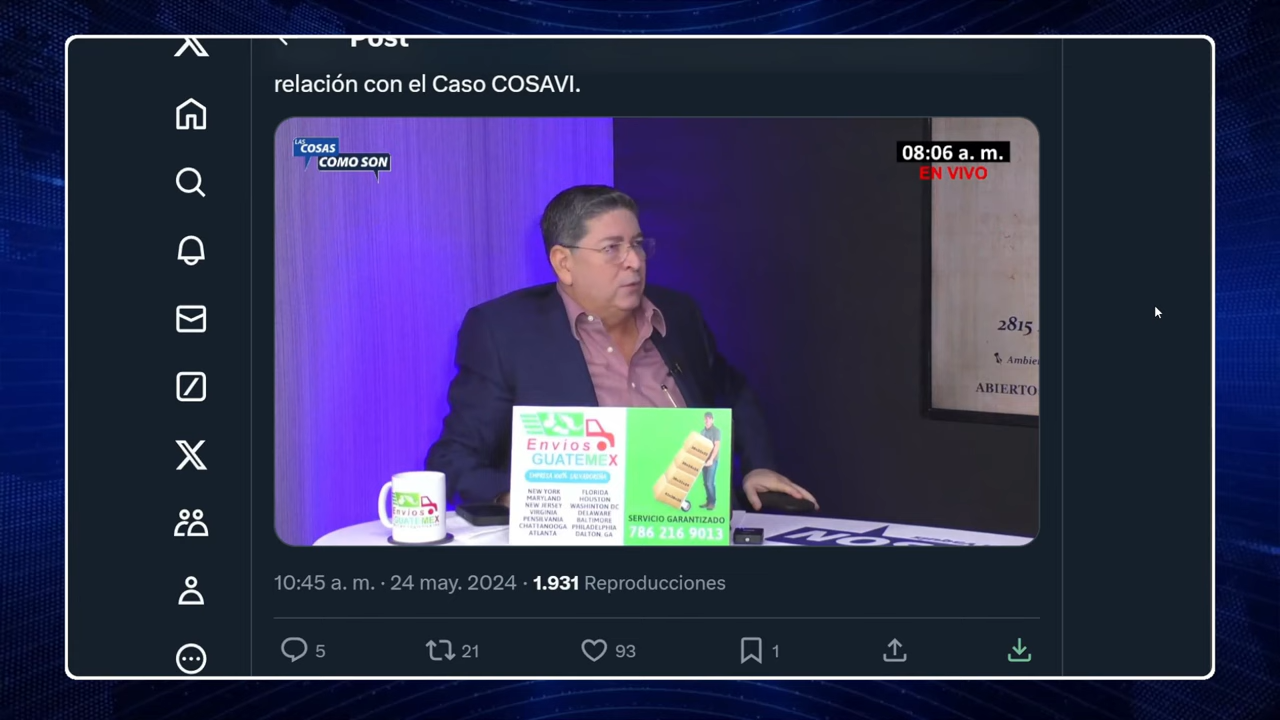 Post
relación con el Caso COSAVI.
LAS
COSAS
COMO SON
08:06 a. m.
EN VIVO
2815
Ambie
ABIERTO
Envios
GUATEMEX
NEW YORK
MARYLAND
NEW JERSEY
VIRGINIA
PENSILVANIA
CHATTANOOGA
ATLANTA
FLORIDA
HOUSTON
WASHINTON DC
DELAWARE
BALTIMORE
PHILADELPHIA
DALTON, GA
SERVICIO GARANTIZADO
786 216 9013
Envios
GUATEMEX
10:45 a. m. · 24 may. 2024 · 1.931 Reproducciones
5 21 93 1